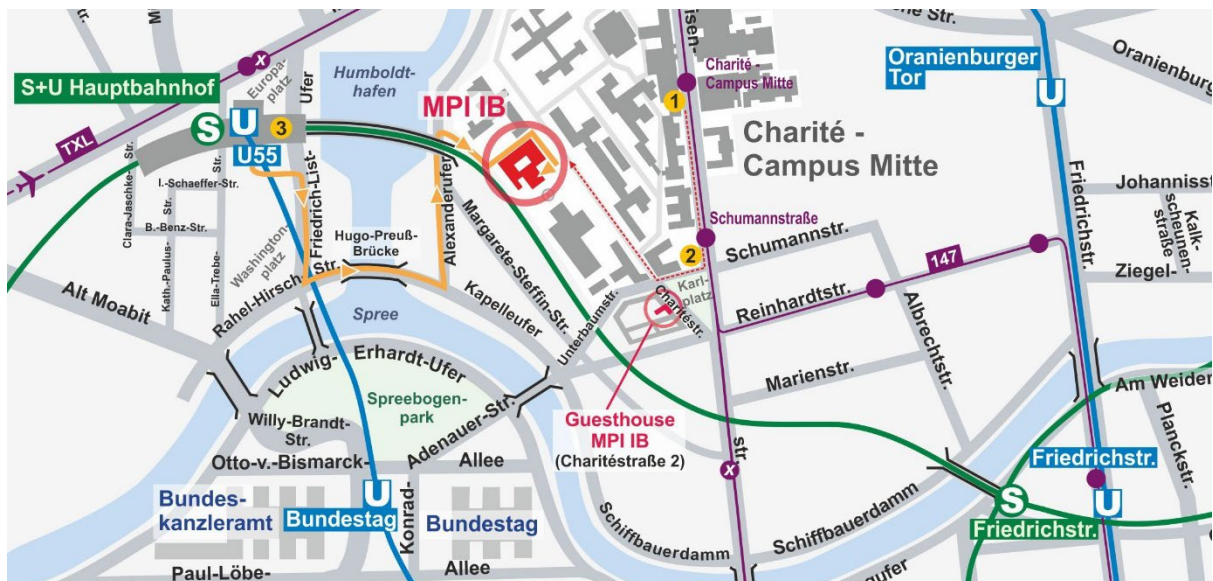 S+U Hauptbahnhof
S
U
U55
3
x
TXL
Europa-
platz
Ufer
Humboldt-
hafen
MPI IB
isen-
Charité -
Campus Mitte
1
Charité -
Campus Mitte
Oranienburger
Tor
U
Str.
Oranienburg
Clara-Jaschke-Str.
Str.
I.-Schaeffer-Str.
Str.
B.-Benz-Str.
Kath.-Paulus-
Ella-Trebe-
Washington-
platz
Friedrich-List-
Hugo-Preuß-
Brücke
Alexanderufer
Margarete-Steffin-Str.
Schumannstraße
2
Schumannstr.
Friedrichstr.
Johannisst
Kalk-
scheunen-
straße
Ziegel-
147
Alt Moabit
Rahel-Hirsch-Str.
Spree
Kapelleufer
Unterbaumstr.
Karl-
platz
Charitéstr.
Reinhardtstr.
Albrechtstr.
Marienstr.
Ludwig-
Erhardt-Ufer
Spreebogen-
park
Willy-Brandt-
Str.
Adenauer-Str.
Otto-v.-Bismarck-
Allee
Konrad-
Guesthouse
MPI IB
(Charitéstraße 2)
str.
x
Am Weider
Planckstr.
Friedrichstr.
U
S
Friedrichstr.
Bundes-
kanzleramt
U
Bundestag
Bundestag
Schiffbauerdamm
Schiffbauerdamm
Paul-Löbe-
Allee
ufer